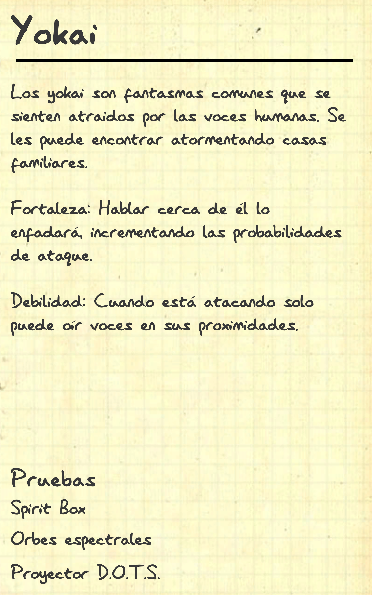 Yokai
Los yokai son fantasmas comunes que se
sienten atraidos por las voces humanas. Se
les puede encontrar atormentando casas
familiares.
Fortaleza: Hablar cerca de él lo
enfadará, incrementando las probabilidades
de ataque.
Debilidad: Cuando está atacando solo
puede oír voces en sus proximidades.
Pruebas
Spirit Box
Orbes espectrales
Proyector D.O.T.S.